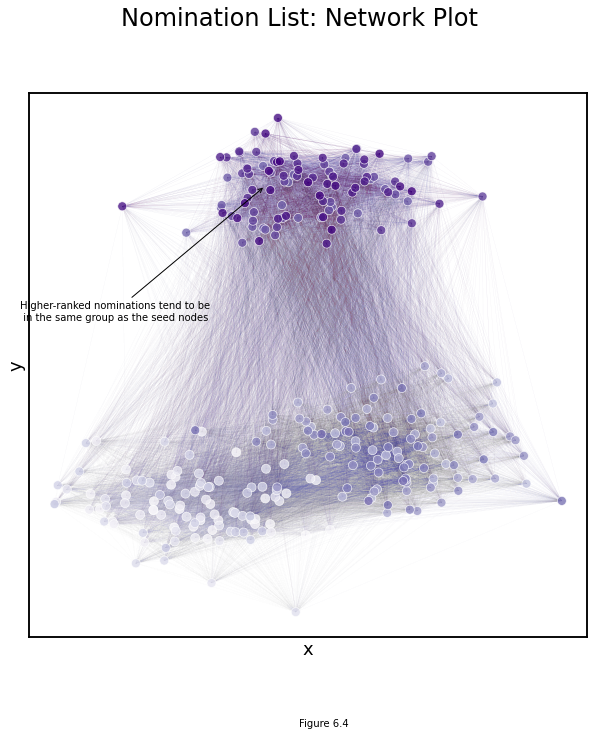 Nomination List: Network Plot
Higher-ranked nominations tend to be
in the same group as the seed nodes
y
x
Figure 6.4